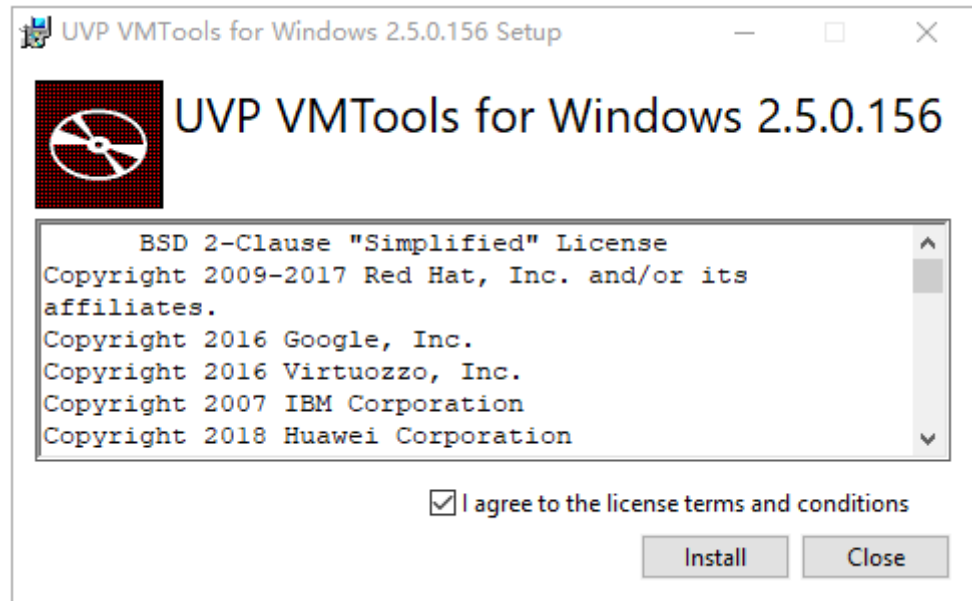 UVP VMTools for Windows 2.5.0.156 Setup
UVP VMTools for Windows 2.5.0.156
BSD 2-Clause "Simplified" License
Copyright 2009-2017 Red Hat, Inc. and/or its
affiliates.
Copyright 2016 Google, Inc.
Copyright 2016 Virtuozzo, Inc.
Copyright 2007 IBM Corporation
Copyright 2018 Huawei Corporation
I agree to the license terms and conditions
Install Close